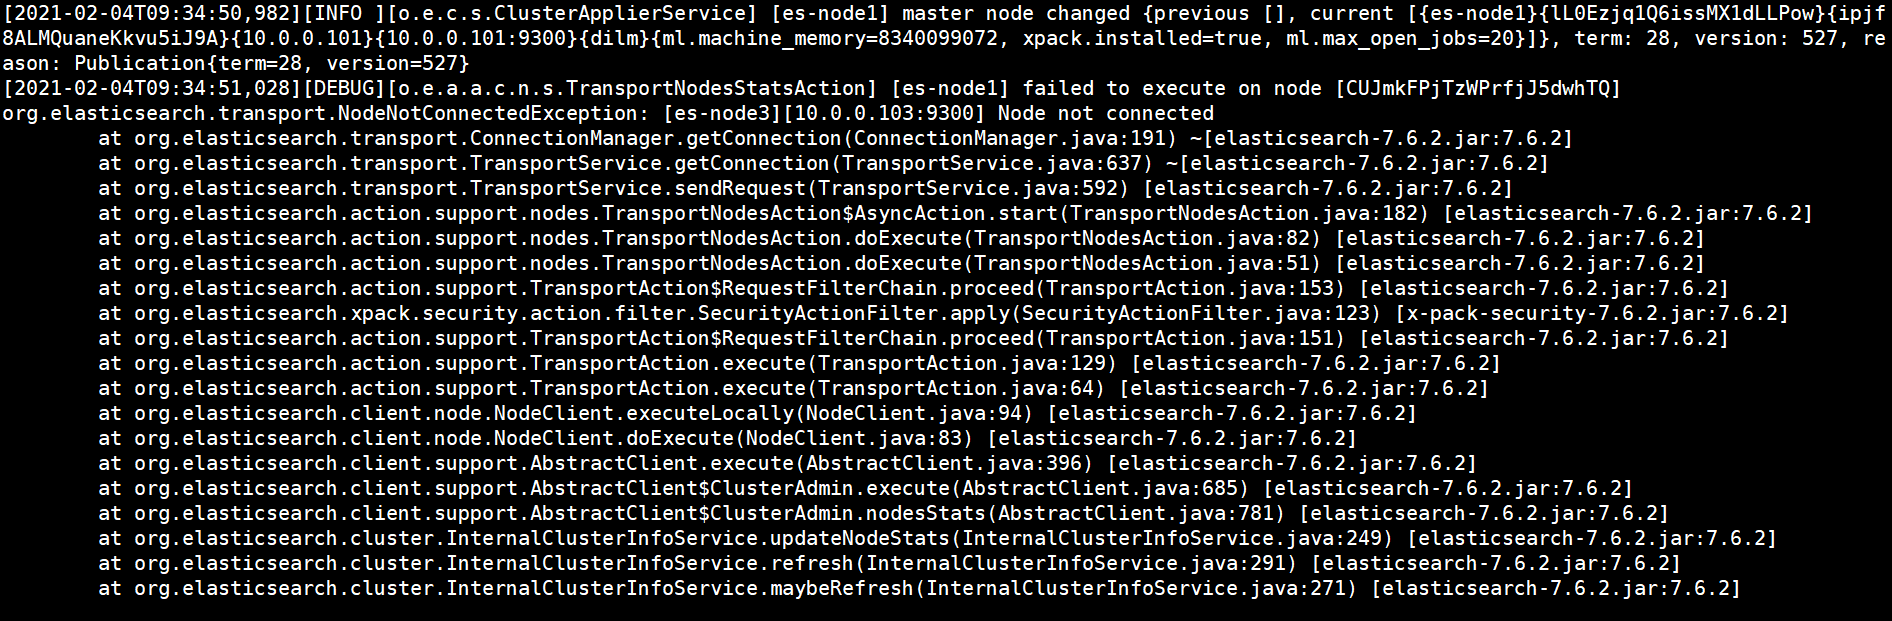 [2021-02-04T09:34:50,982][INFO ][o.e.c.s.ClusterApplierService] [es-node1] master node changed {previous [], current [{es-node1}{lL0Ezjq1Q6issMX1dLLPow}{ipjf
8ALMQuaneKkvu5iJ9A}{10.0.0.101}{10.0.0.101:9300}{dilm}{ml.machine_memory=8340099072, xpack.installed=true, ml.max_open_jobs=20}]}, term: 28, version: 527, re
ason: Publication{term=28, version=527}
[2021-02-04T09:34:51,028][DEBUG][o.e.a.a.c.n.s.TransportNodesStatsAction] [es-node1] failed to execute on node [CUJmkFPjTzWPrfjJ5dwhTQ]
org.elasticsearch.transport.NodeNotConnectedException: [es-node3][10.0.0.103:9300] Node not connected
        at org.elasticsearch.transport.ConnectionManager.getConnection(ConnectionManager.java:191) ~[elasticsearch-7.6.2.jar:7.6.2]
        at org.elasticsearch.transport.TransportService.getConnection(TransportService.java:637) ~[elasticsearch-7.6.2.jar:7.6.2]
        at org.elasticsearch.transport.TransportService.sendRequest(TransportService.java:592) [elasticsearch-7.6.2.jar:7.6.2]
        at org.elasticsearch.action.support.nodes.TransportNodesAction$AsyncAction.start(TransportNodesAction.java:182) [elasticsearch-7.6.2.jar:7.6.2]
        at org.elasticsearch.action.support.nodes.TransportNodesAction.doExecute(TransportNodesAction.java:82) [elasticsearch-7.6.2.jar:7.6.2]
        at org.elasticsearch.action.support.nodes.TransportNodesAction.doExecute(TransportNodesAction.java:51) [elasticsearch-7.6.2.jar:7.6.2]
        at org.elasticsearch.action.support.TransportAction$RequestFilterChain.proceed(TransportAction.java:153) [elasticsearch-7.6.2.jar:7.6.2]
        at org.elasticsearch.xpack.security.action.filter.SecurityActionFilter.apply(SecurityActionFilter.java:123) [x-pack-security-7.6.2.jar:7.6.2]
        at org.elasticsearch.action.support.TransportAction$RequestFilterChain.proceed(TransportAction.java:151) [elasticsearch-7.6.2.jar:7.6.2]
        at org.elasticsearch.action.support.TransportAction.execute(TransportAction.java:129) [elasticsearch-7.6.2.jar:7.6.2]
        at org.elasticsearch.action.support.TransportAction.execute(TransportAction.java:64) [elasticsearch-7.6.2.jar:7.6.2]
        at org.elasticsearch.client.node.NodeClient.executeLocally(NodeClient.java:94) [elasticsearch-7.6.2.jar:7.6.2]
        at org.elasticsearch.client.node.NodeClient.doExecute(NodeClient.java:83) [elasticsearch-7.6.2.jar:7.6.2]
        at org.elasticsearch.client.support.AbstractClient.execute(AbstractClient.java:396) [elasticsearch-7.6.2.jar:7.6.2]
        at org.elasticsearch.client.support.AbstractClient$ClusterAdmin.execute(AbstractClient.java:685) [elasticsearch-7.6.2.jar:7.6.2]
        at org.elasticsearch.client.support.AbstractClient$ClusterAdmin.nodesStats(AbstractClient.java:781) [elasticsearch-7.6.2.jar:7.6.2]
        at org.elasticsearch.cluster.InternalClusterInfoService.updateNodeStats(InternalClusterInfoService.java:249) [elasticsearch-7.6.2.jar:7.6.2]
        at org.elasticsearch.cluster.InternalClusterInfoService.refresh(InternalClusterInfoService.java:291) [elasticsearch-7.6.2.jar:7.6.2]
        at org.elasticsearch.cluster.InternalClusterInfoService.maybeRefresh(InternalClusterInfoService.java:271) [elasticsearch-7.6.2.jar:7.6.2]